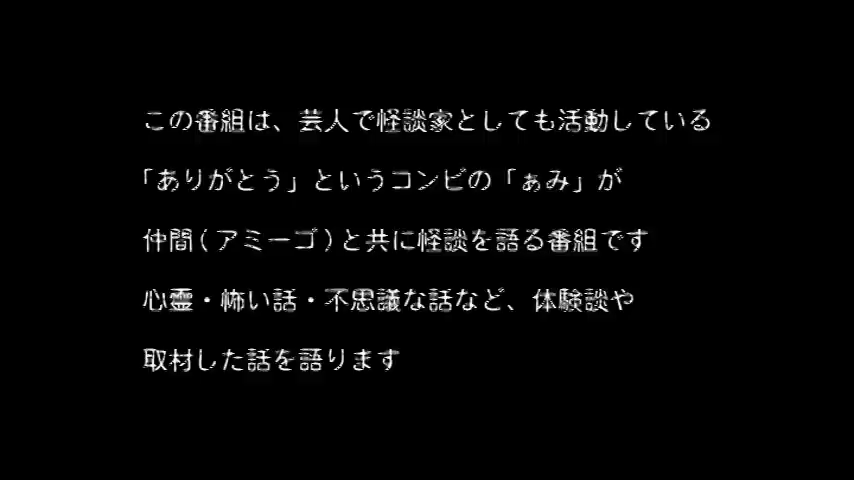 この番組は、芸人で怪談家としても活動している
「ありがとう」というコンビの「ぁみ」が
仲間(アミーゴ)と共に怪談を語る番組です
心霊・怖い話・不思議な話など、体験談や
取材した話を語ります